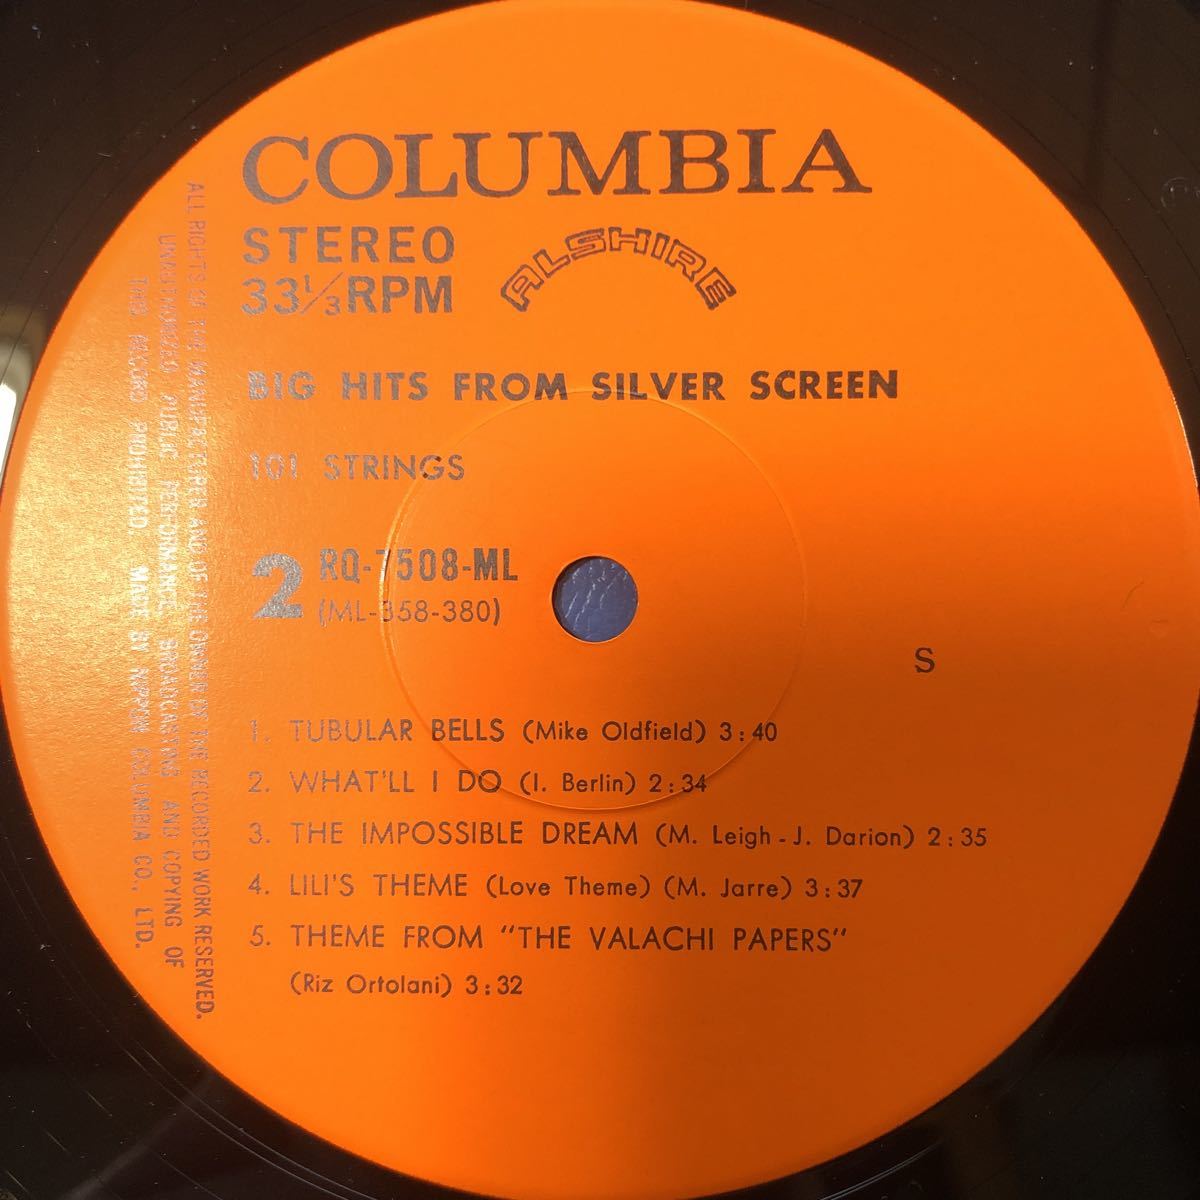 COLUMBIA
STEREO
33 1/3 RPM
ALSHIRE
BIG HITS FROM SILVER SCREEN
101 STRINGS
2
RQ-7508-ML
(ML-358-380)
S
1. TUBULAR BELLS (Mike Oldfield) 3:40
2. WHAT'LL I DO (I. Berlin) 2:34
3. THE IMPOSSIBLE DREAM (M. Leigh - J. Darion) 2:35
4. LILI'S THEME (Love Theme) (M. Jarre) 3:37
5. THEME FROM "THE VALACHI PAPERS"
(Riz Ortolani) 3:32
ALL RIGHTS OF THE MANUFACTURER AND OF THE OWNER OF THE RECORDED WORK RESERVED.
UNAUTHORIZED PUBLIC PERFORMANCE, BROADCASTING AND COPYING OF
THIS RECORD PROHIBITED. MADE BY NIPPON COLUMBIA CO., LTD.